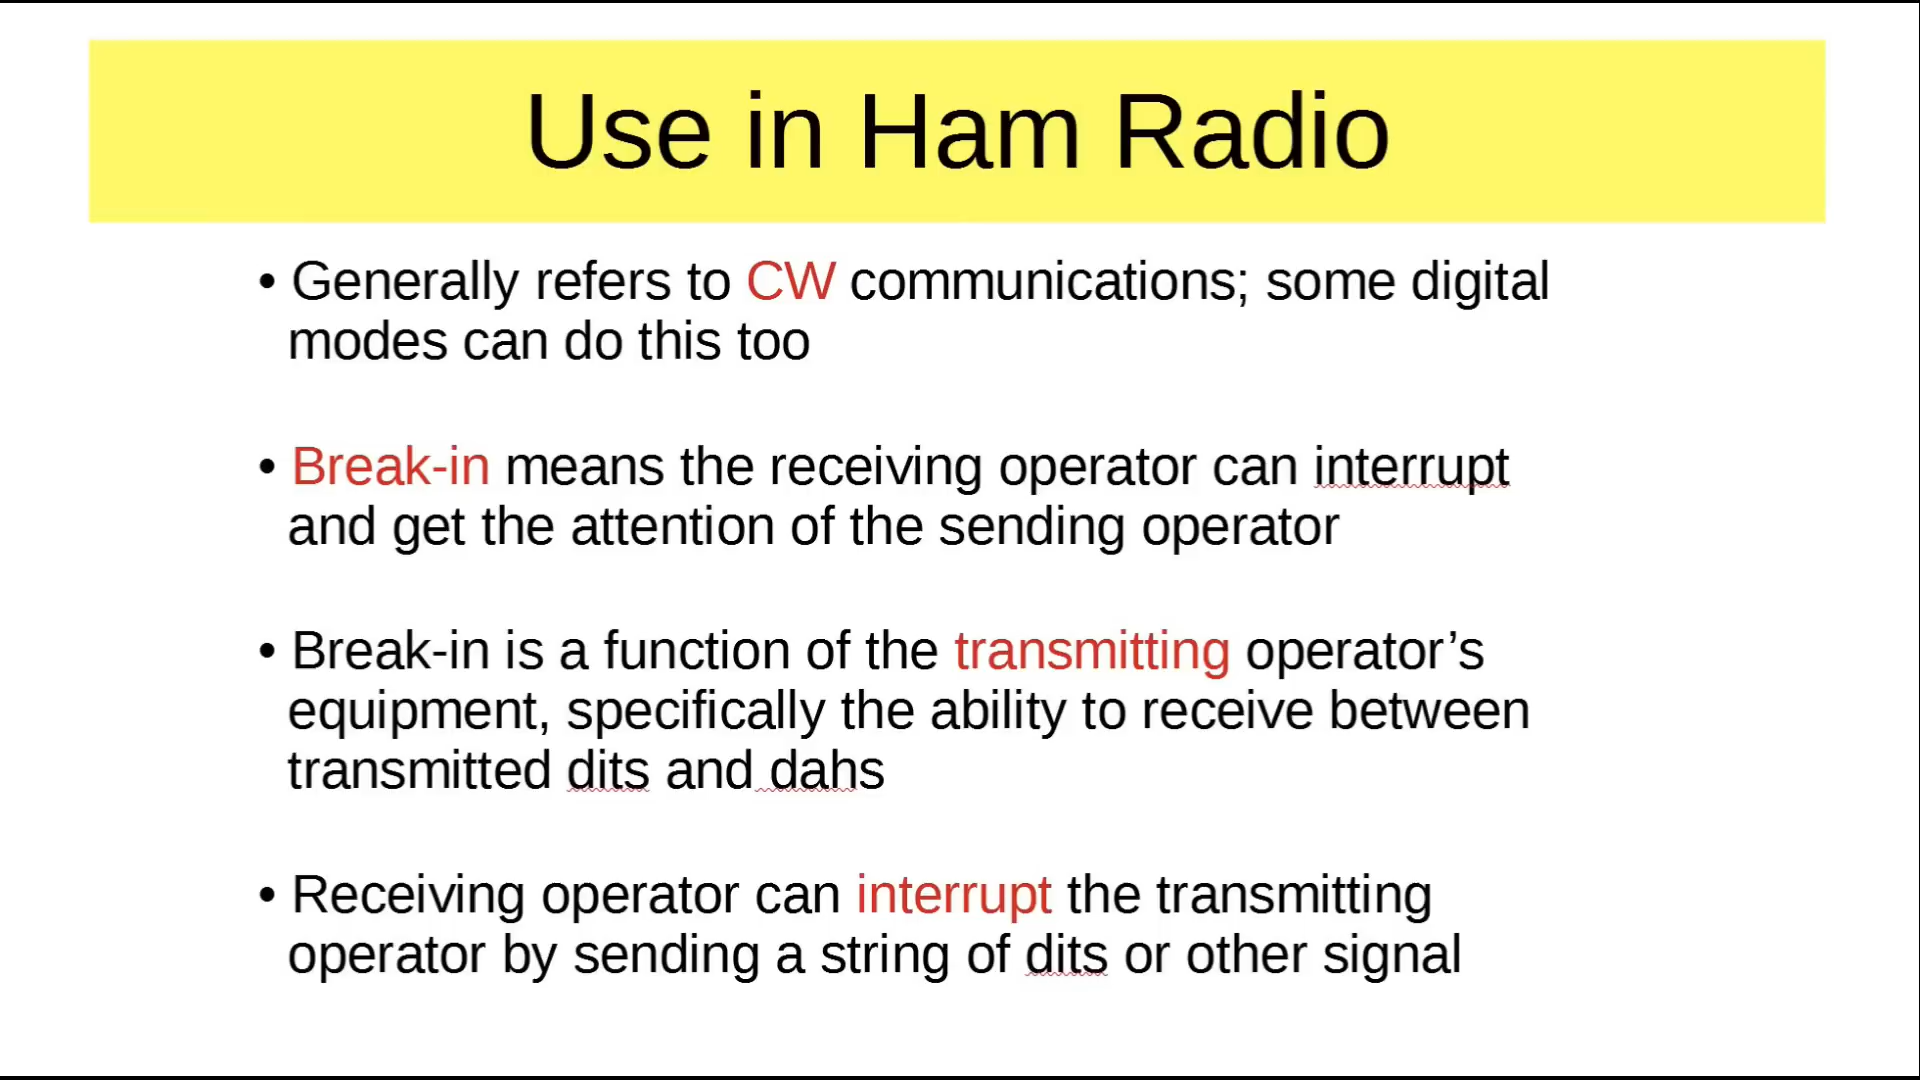 Use in Ham Radio
• Generally refers to CW communications; some digital
modes can do this too
• Break-in means the receiving operator can interrupt
and get the attention of the sending operator
• Break-in is a function of the transmitting operator’s
equipment, specifically the ability to receive between
transmitted dits and dahs
• Receiving operator can interrupt the transmitting
operator by sending a string of dits or other signal